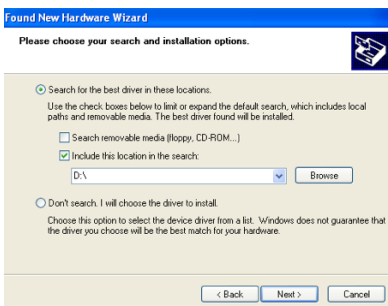 Found New Hardware Wizard
Please choose your search and installation options.
Search for the best driver in these locations.
Use the check boxes below to limit or expand the default search, which includes local
paths and removable media. The best driver found will be installed.
Search removable media (floppy, CD-ROM...)
Include this location in the search:
D:\
Browse
Don't search. I will choose the driver to install.
Choose this option to select the device driver from a list. Windows does not guarantee that
the driver you choose will be the best match for your hardware.
< Back
Next >
Cancel